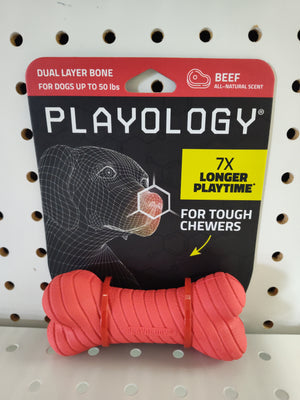 DUAL LAYER BONE
FOR DOGS UP TO 50 lbs
BEEF
ALL-NATURAL SCENT
PLAYOLOGY®
7X
LONGER
PLAYTIME*
FOR TOUGH
CHEWERS
PLAYOLOGY